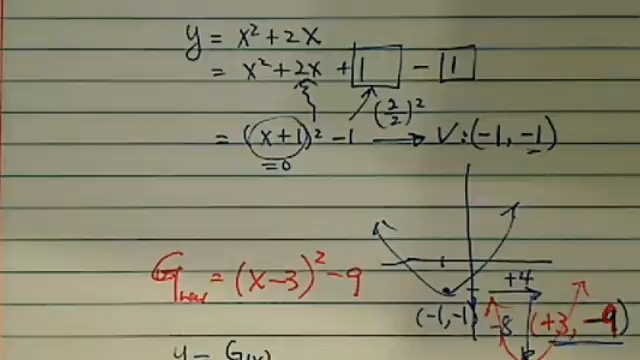 y = x² + 2x
= x² + 2x + 1 - 1
(2/2)²
= (x+1)² - 1 → V: (-1, -1)
=0
G_new = (x-3)² - 9
+4
(-1, -1)
-8
(+3, -9)
y = G(x)